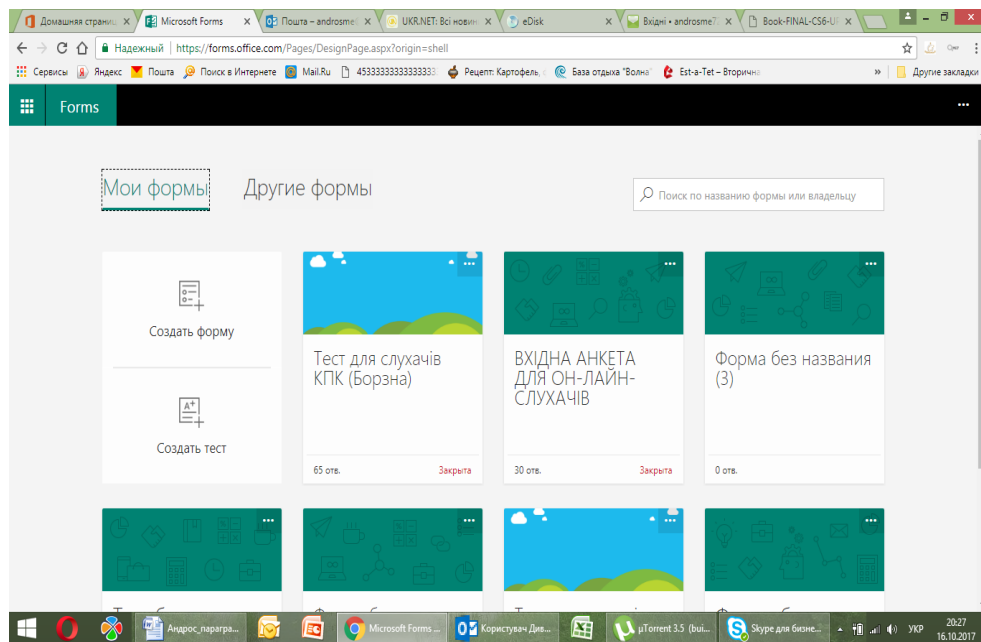 Домашняя страниц
Microsoft Forms
Пошта – androsme
UKR.NET: Всі новин
eDisk
Вхідні • androsme7
Book-FINAL-CS6-U
Надежный
https://forms.office.com/Pages/DesignPage.aspx?origin=shell
Сервисы
Яндекс
Почта
Поиск в Интернете
Mail.Ru
Рецепт: Картофель, с
База отдыха "Волна"
Est-a-Tet – Вторична
»
Другие закладки
Forms
Мои формы
Другие формы
Поиск по названию формы или владельцу
Создать форму
Создать тест
Тест для слухачів
КПК (Борзна)
65 отв.
Закрыта
ВХІДНА АНКЕТА
ДЛЯ ОН-ЛАЙН-
СЛУХАЧІВ
30 отв.
Закрыта
Форма без названия
(3)
0 отв.
Андрос_парагра...
Microsoft Forms ...
Користувач Див...
µTorrent 3.5 (bui...
Skype для бизне...
УКР
20:27
16.10.2017